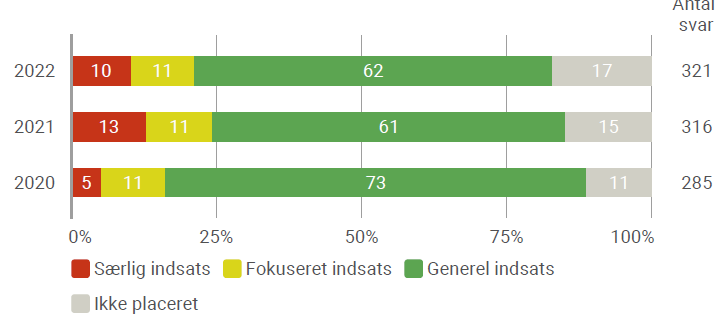 Antal
svar
2022 10 11 62 17 321
2021 13 11 61 15 316
2020 5 11 73 11 285
0% 25% 50% 75% 100%
Særlig indsats Fokuseret indsats Generel indsats
Ikke placeret